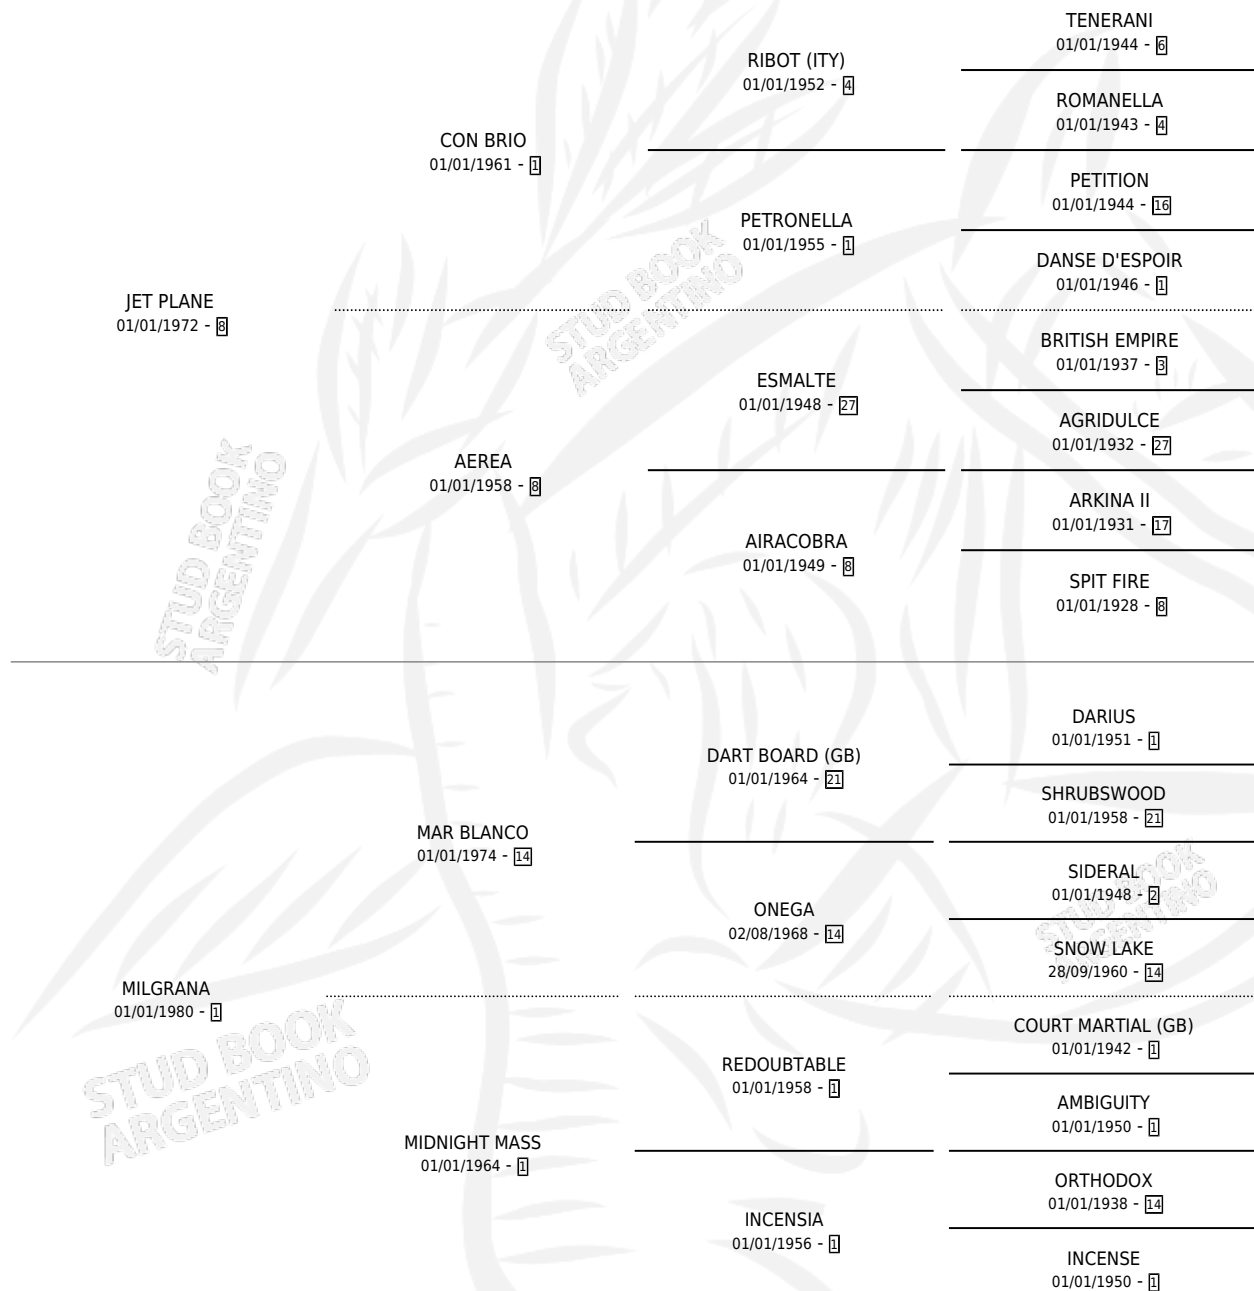 TENERANI
01/01/1944 - 6
RIBOT (ITY)
01/01/1952 - 4
ROMANELLA
01/01/1943 - 4
CON BRIO
01/01/1961 - 1
PETITION
01/01/1944 - 16
PETRONELLA
01/01/1955 - 1
DANSE D'ESPOIR
01/01/1946 - 1
JET PLANE
01/01/1972 - 8
STUD BOOK
ARGENTINO
BRITISH EMPIRE
01/01/1937 - 3
ESMALTE
01/01/1948 - 27
AGRIDULCE
01/01/1932 - 27
AEREA
01/01/1958 - 8
STUD BOOK
ARGENTINO
ARKINA II
01/01/1931 - 17
AIRACOBRA
01/01/1949 - 8
SPIT FIRE
01/01/1928 - 8
DARIUS
01/01/1951 - 1
DART BOARD (GB)
01/01/1964 - 21
SHRUBSWOOD
01/01/1958 - 21
MAR BLANCO
01/01/1974 - 14
SIDERAL
01/01/1948 - 2
STUD BOOK
ARGENTINO
ONEGA
02/08/1968 - 14
SNOW LAKE
28/09/1960 - 14
MILGRANA
01/01/1980 - 1
STUD BOOK
ARGENTINO
COURT MARTIAL (GB)
01/01/1942 - 1
REDOUBTABLE
01/01/1958 - 1
AMBIGUITY
01/01/1950 - 1
MIDNIGHT MASS
01/01/1964 - 1
ORTHODOX
01/01/1938 - 14
INCENSIA
01/01/1956 - 1
INCENSE
01/01/1950 - 1